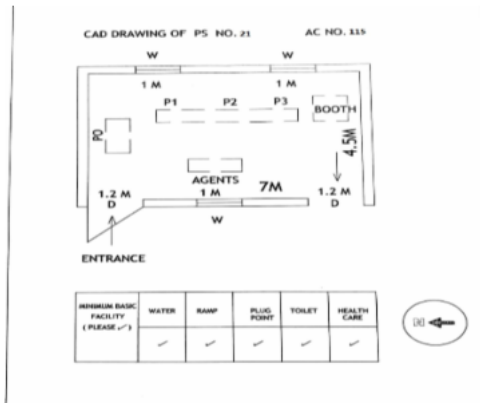 CAD DRAWING OF PS NO. 21 AC NO. 115
W W
1 M 1 M
P1 P2 P3
BOOTH
PO
4.5M
AGENTS
1.2 M 1 M 7M 1.2 M
D D
W
ENTRANCE
MINIMUM BASIC FACILITY ( PLEASE ✓ ) WATER RAMP PLUG POINT TOILET HEALTH CARE
✓ ✓ ✓ ✓ ✓